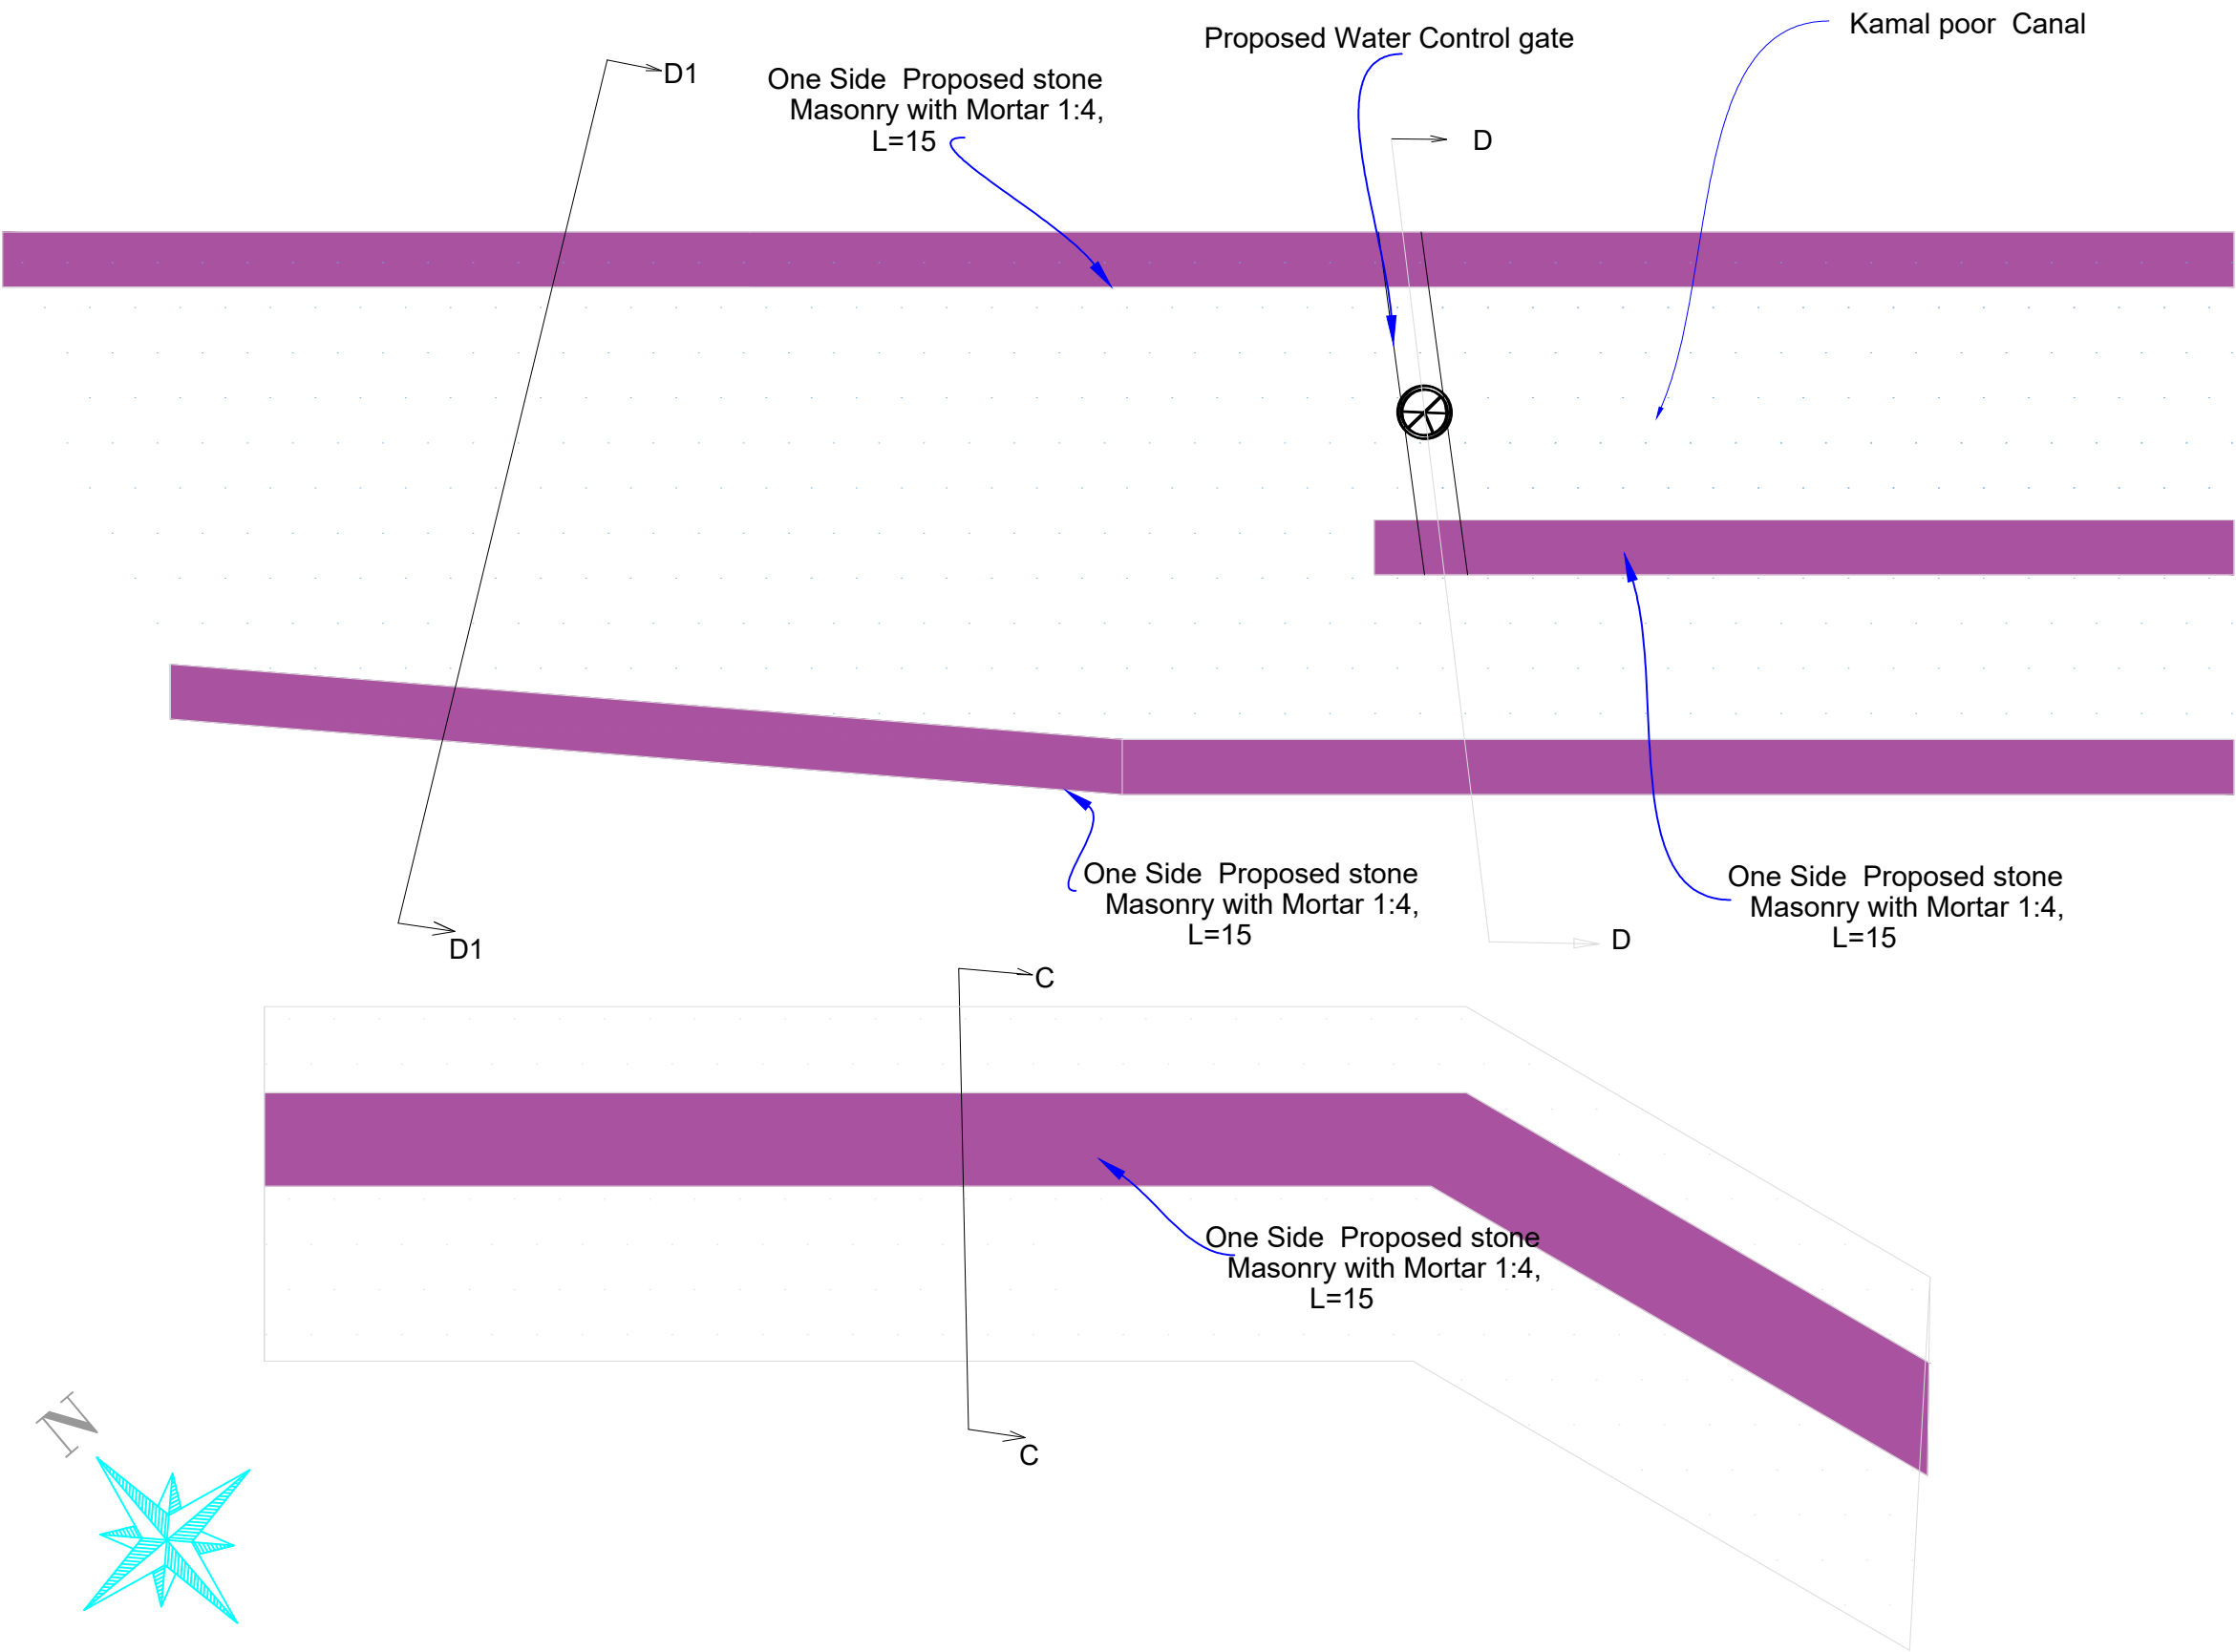 Kamal poor  Canal
Proposed Water Control gate
D1
One Side  Proposed stone
Masonry with Mortar 1:4,
L=15
D
One Side  Proposed stone
Masonry with Mortar 1:4,
L=15
One Side  Proposed stone
Masonry with Mortar 1:4,
L=15
D1
D
C
One Side  Proposed stone
Masonry with Mortar 1:4,
L=15
C
N